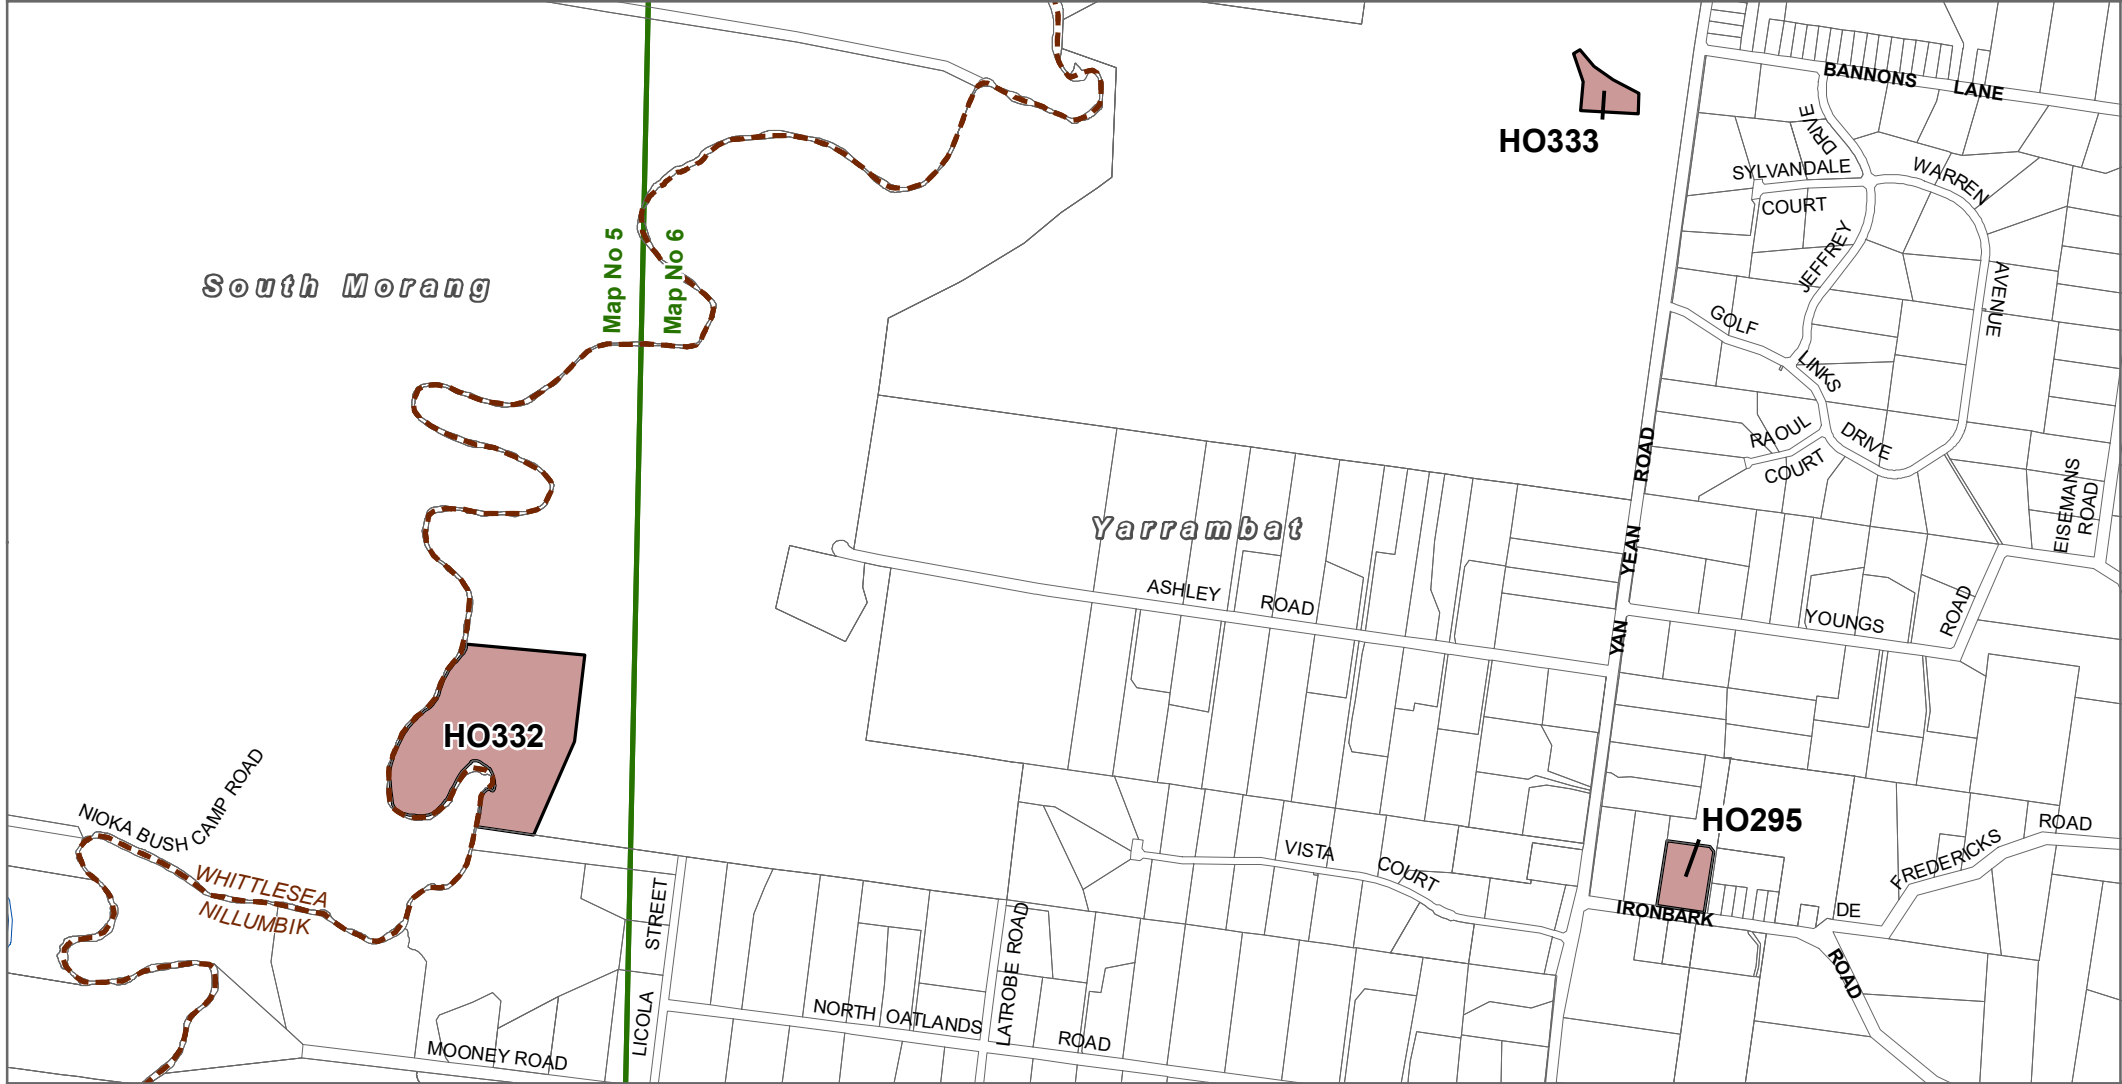 BANNONS LANE
HO333
DRIVE
SYLVANDALE
COURT
WARREN
AVENUE
JEFFREY
South Morang
Map No 5
Map No 6
GOLF
LINKS
DRIVE
RAOUL
COURT
EISEMANS
ROAD
YAN YEAN ROAD
Yarrambat
ASHLEY ROAD
YOUNGS
ROAD
HO332
NIOKA BUSH CAMP ROAD
WHITTLESEA
NILLUMBIK
HO295
VISTA COURT
FREDERICKS
ROAD
DE
IRONBARK
ROAD
LICOLA STREET
LATROBE ROAD
NORTH OATLANDS ROAD
MOONEY ROAD